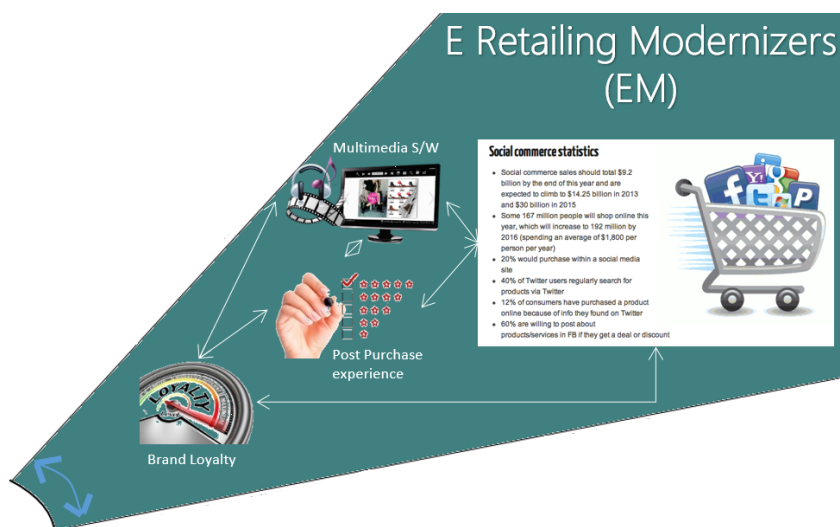 E Retailing Modernizers
(EM)
Multimedia S/W
Social commerce statistics
• Social commerce sales should total $9.2
billion by the end of this year and are
expected to climb to $14.25 billion in 2013
and $30 billion in 2015
• Some 167 million people will shop online this
year, which will increase to 192 million by
2016 (spending an average of $1,800 per
person per year)
• 20% would purchase within a social media
site
• 40% of Twitter users regularly search for
products via Twitter
• 12% of consumers have purchased a product
online because of info they found on Twitter
• 60% are willing to post about
products/services in FB if they get a deal or discount
Post Purchase
experience
LOYALTY
Brand Loyalty